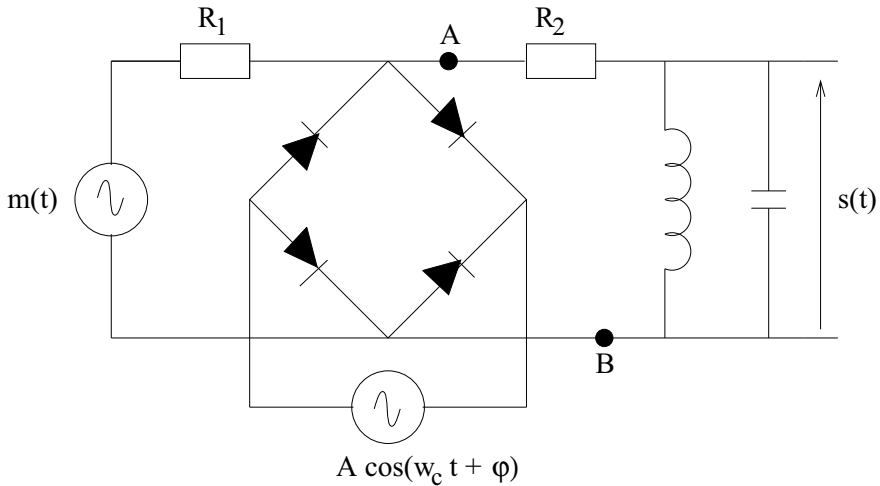 R1
A
R2
m(t)
s(t)
B
A cos(wc t + φ)